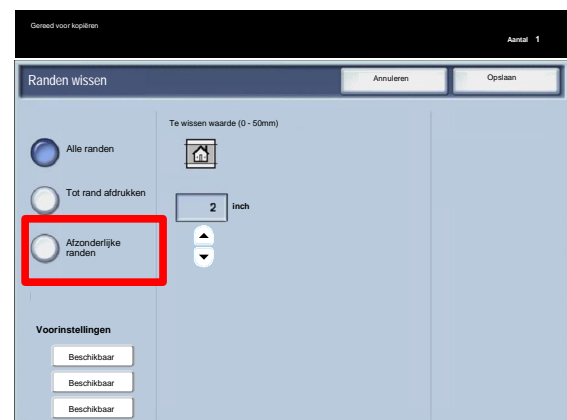 Gereed voor kopiëren
Aantal 1
Randen wissen
Annuleren
Opslaan
Te wissen waarde (0 - 50mm)
Alle randen
Tot rand afdrukken
2 inch
Afzonderlijke
randen
Voorinstellingen
Beschikbaar
Beschikbaar
Beschikbaar